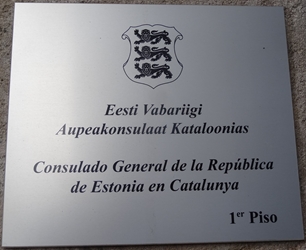 Eesti Vabariigi
Aupeakonsulaat Kataloonias
Consulado General de la República
de Estonia en Catalunya
1er Piso